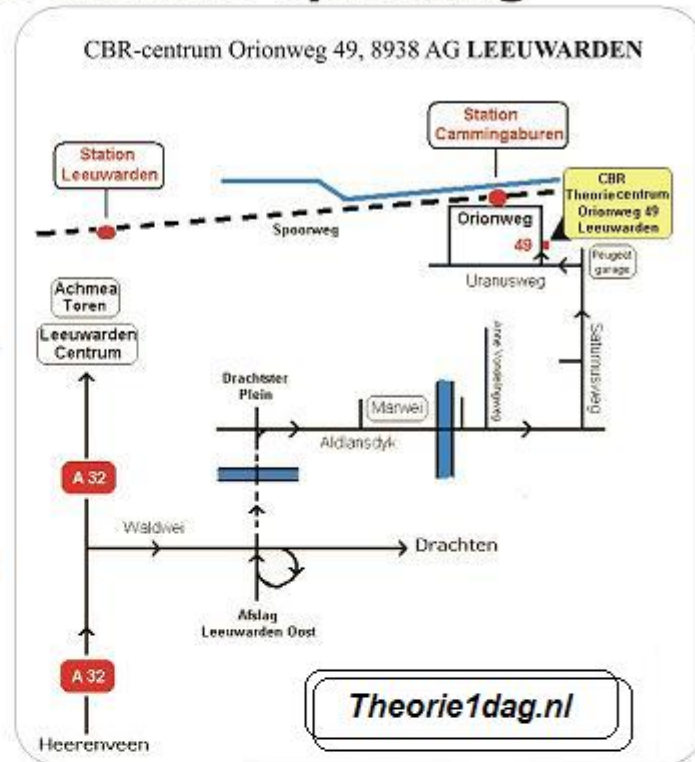 CBR-centrum Orionweg 49, 8938 AG LEEUWARDEN
Station
Leeuwarden
Station
Cammingaburen
CBR
Theoriecentrum
Orionweg 49
Leeuwarden
Spoorweg
Orionweg
49
Peugeot
garage
Uranusweg
Achmea
Toren
Leeuwarden
Centrum
Drachtster
Plein
Marwei
Anne Vondelingweg
Saturnusweg
Aldlansdyk
A 32
Waldwei
Drachten
Afslag
Leeuwarden Oost
A 32
Theorie1dag.nl
Heerenveen